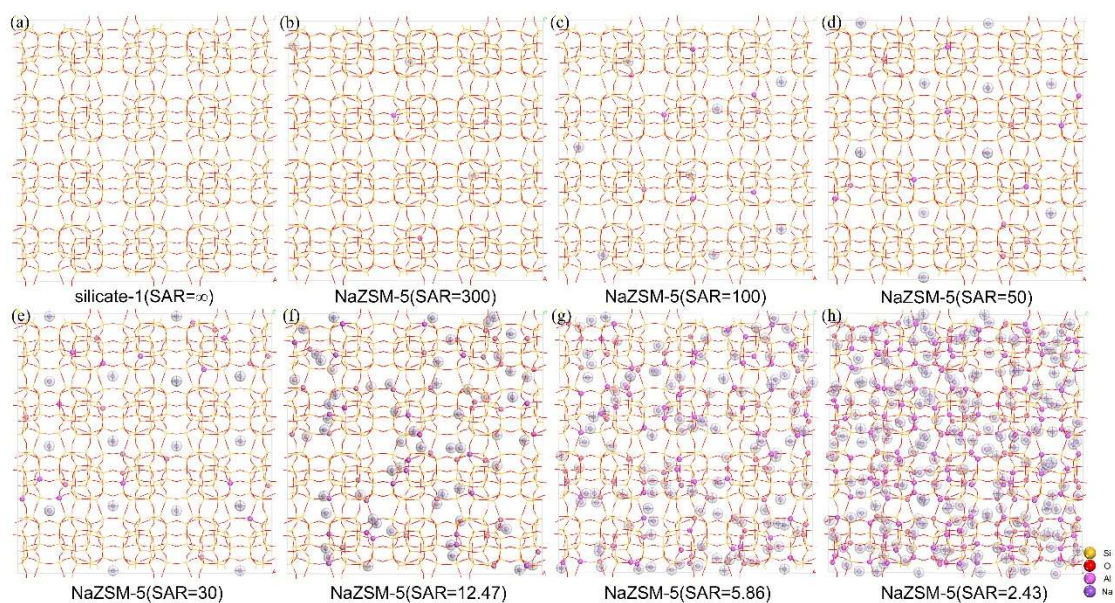 (a)
(b)
(c)
(d)
silicate-1(SAR=∞)
NaZSM-5(SAR=300)
NaZSM-5(SAR=100)
NaZSM-5(SAR=50)
(e)
(f)
(g)
(h)
NaZSM-5(SAR=30)
NaZSM-5(SAR=12.47)
NaZSM-5(SAR=5.86)
NaZSM-5(SAR=2.43)
Si
O
Al
Na